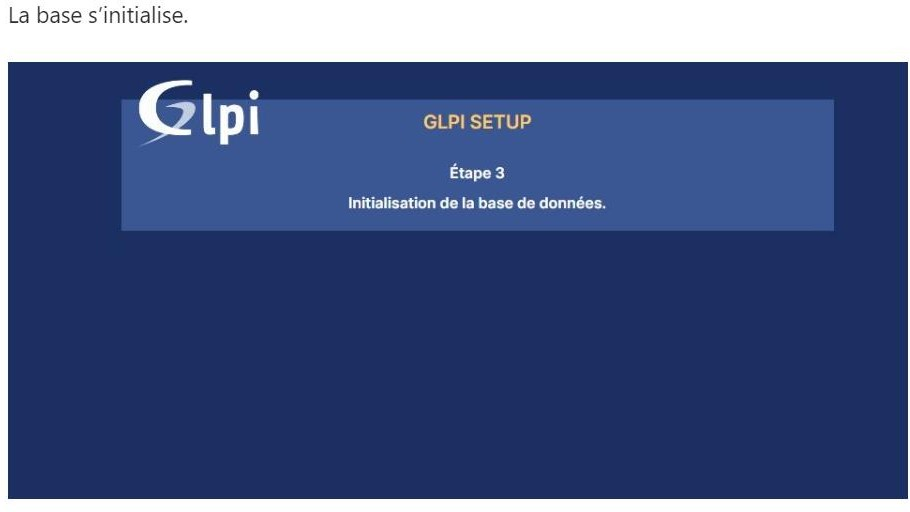 La base s’initialise.
Glpi
GLPI SETUP
Étape 3
Initialisation de la base de données.